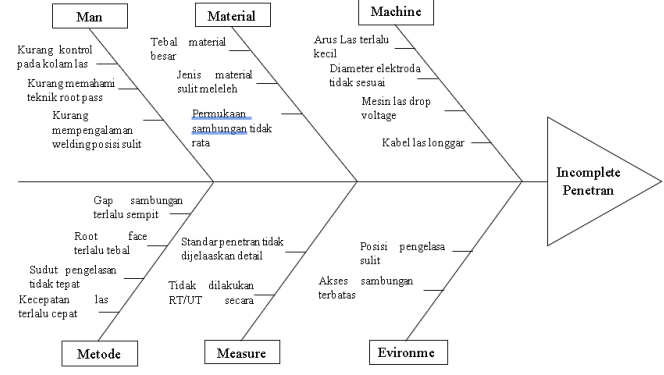 Man
Material
Machine
Kurang kontrol
pada kolam las
Kurang memahami
teknik root pass
Kurang
mempengalaman
welding posisi sulit
Tebal material
besar
Jenis material
sulit meleleh
Permukaan
sambungan tidak
rata
Arus Las terlalu
kecil
Diameter elektroda
tidak sesuai
Mesin las drop
voltage
Kabel las longgar
Incomplete
Penetran
Gap sambungan
terlalu sempit
Root face
terlalu tebal
Sudut pengelasan
tidak tepat
Kecepatan las
terlalu cepat
Standar penetran tidak
dijelaaskan detail
Tidak dilakukan
RT/UT secara
Posisi pengelasa
sulit
Akses sambungan
terbatas
Metode
Measure
Evironme